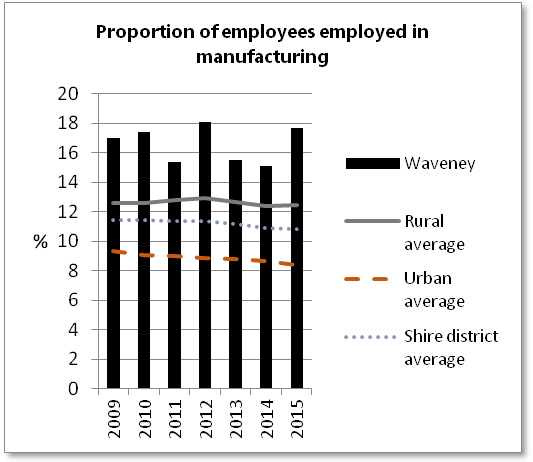 Proportion of employees employed in
manufacturing
20
18
16
14
12
10
8
6
4
2
0
%
2009
2010
2011
2012
2013
2014
2015
Waveney
Rural
average
Urban
average
Shire district
average